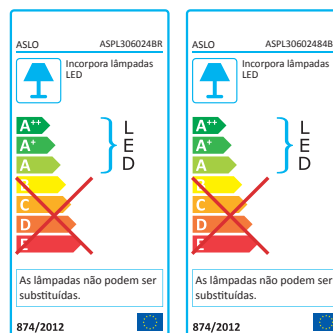 ASLO ASPL306024BR
Incorpora lâmpadas
LED
A++
A+
A
B
C
D
E
L
E
D
As lâmpadas não podem ser
substituídas.
874/2012
ASLO ASPL30602484B
Incorpora lâmpadas
LED
A++
A+
A
B
C
D
E
L
E
D
As lâmpadas não podem ser
substituídas.
874/2012